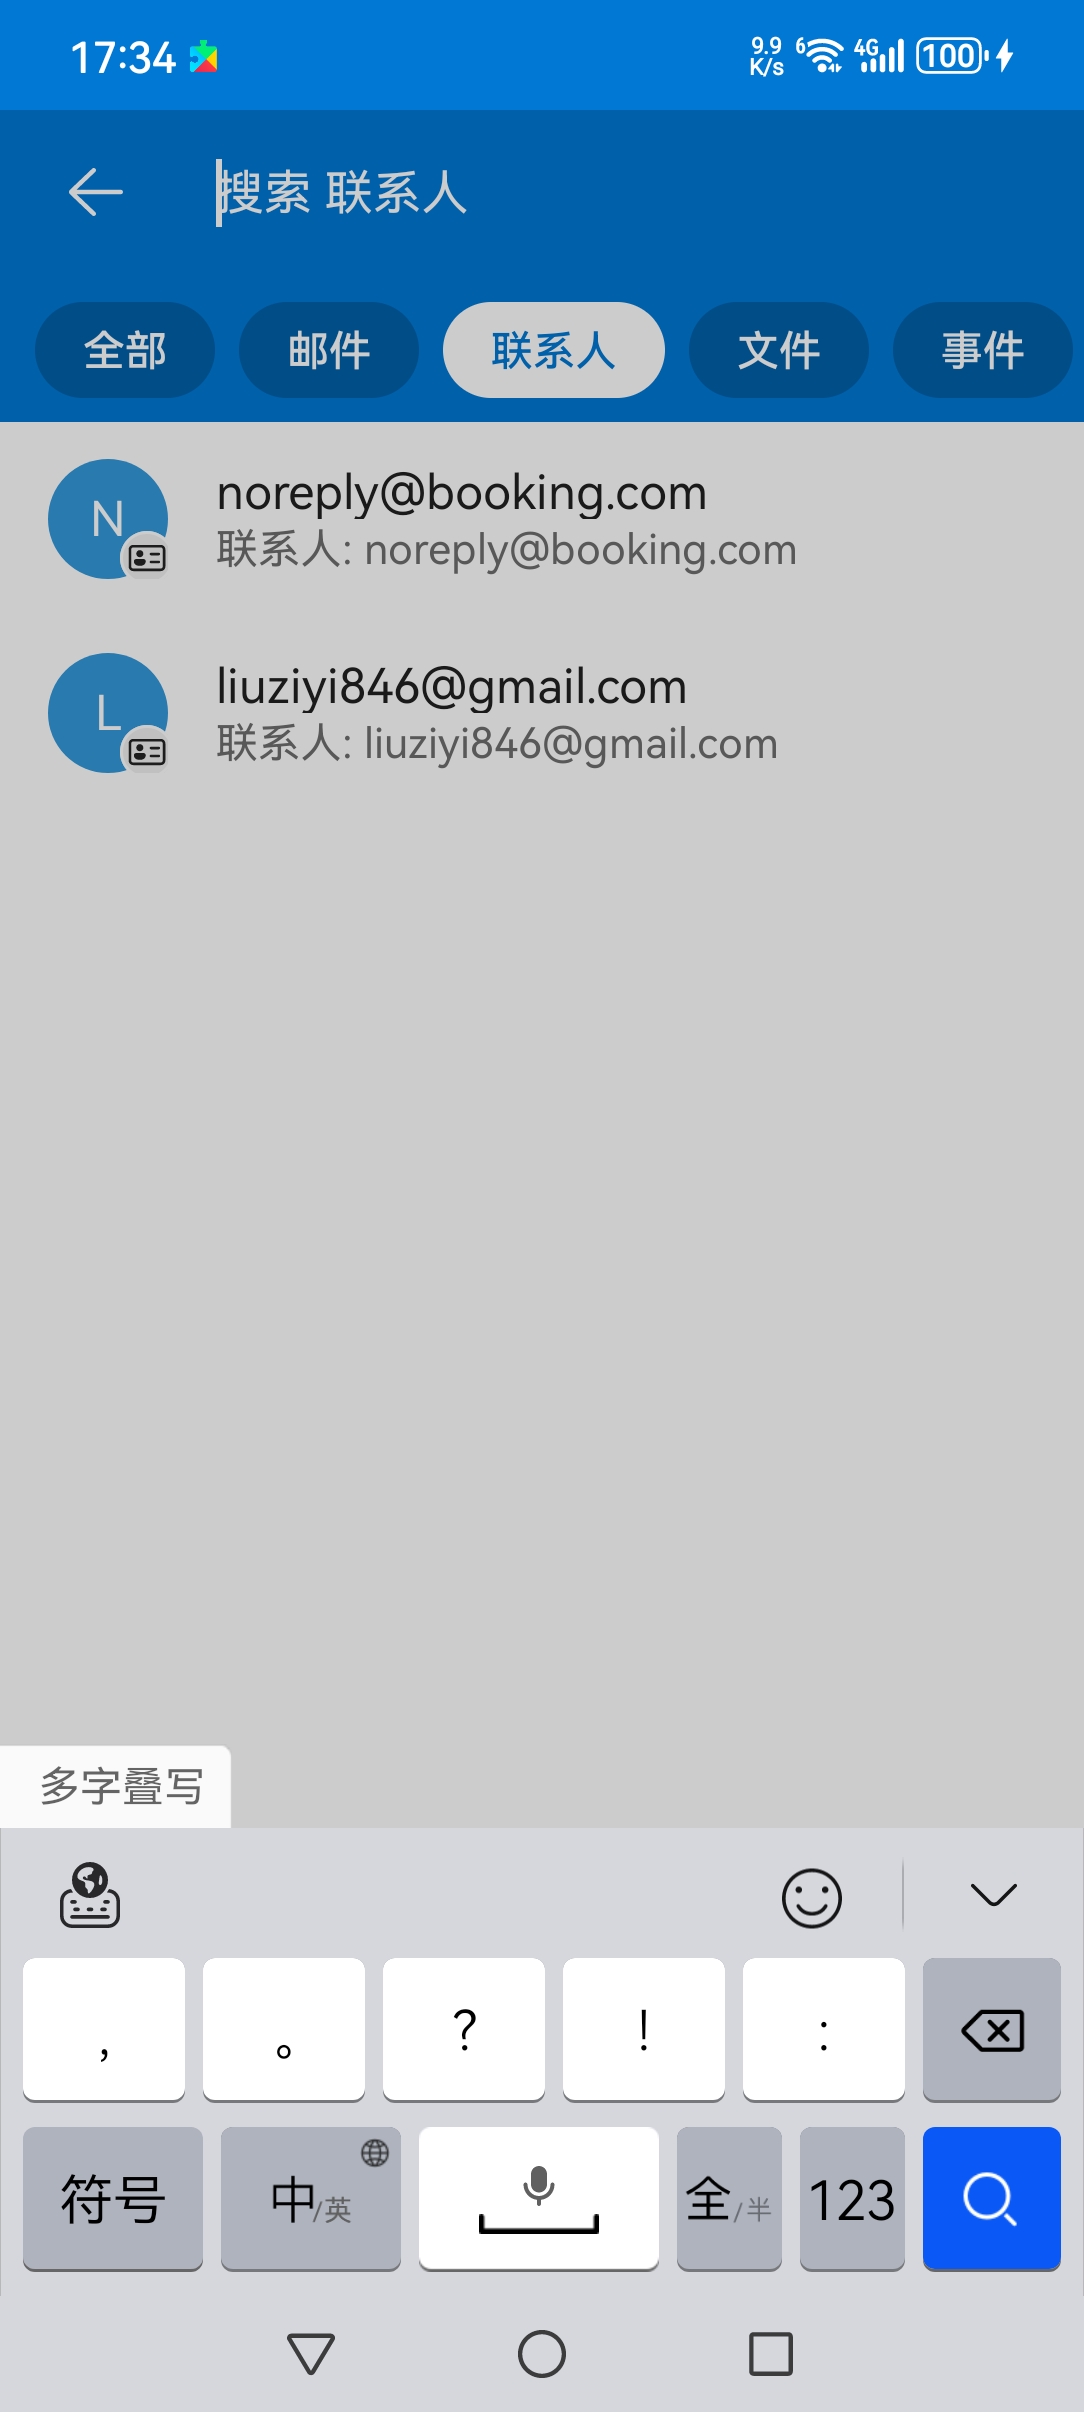 17:34
9.9 K/s 6 4G 100
搜索 联系人
全部 邮件 联系人 文件 事件
N
noreply@booking.com
联系人: noreply@booking.com
L
liuziyi846@gmail.com
联系人: liuziyi846@gmail.com
多字叠写
， 。 ？ ！ ：
符号 中/英 全/半 123